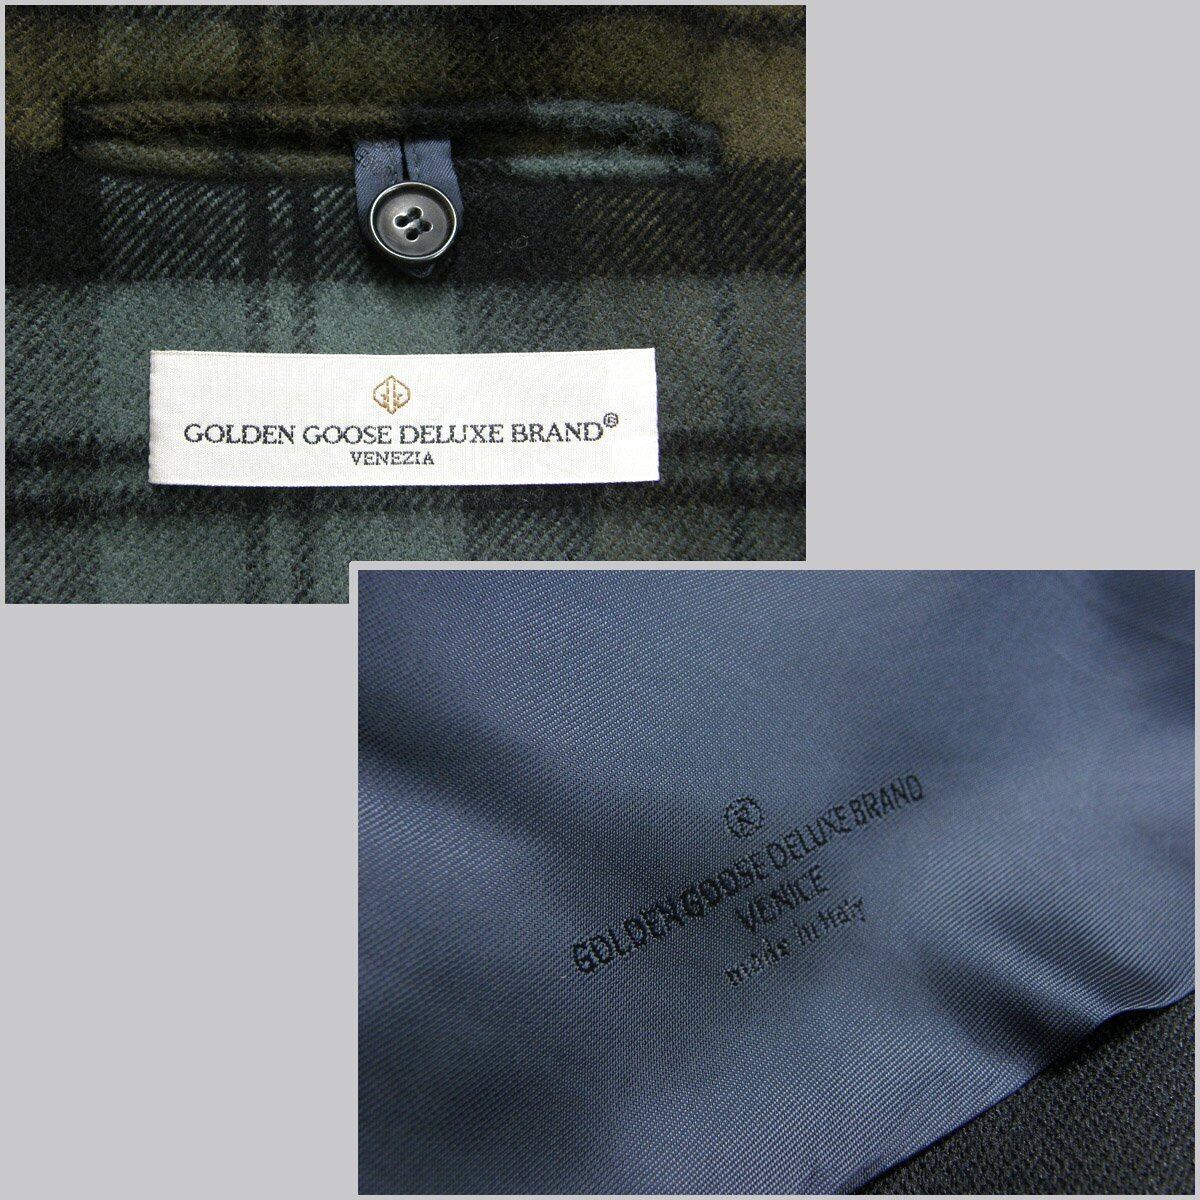 GOLDEN GOOSE DELUXE BRAND®
VENEZIA
®
GOLDEN GOOSE DELUXE BRAND
VENICE
made in Italy